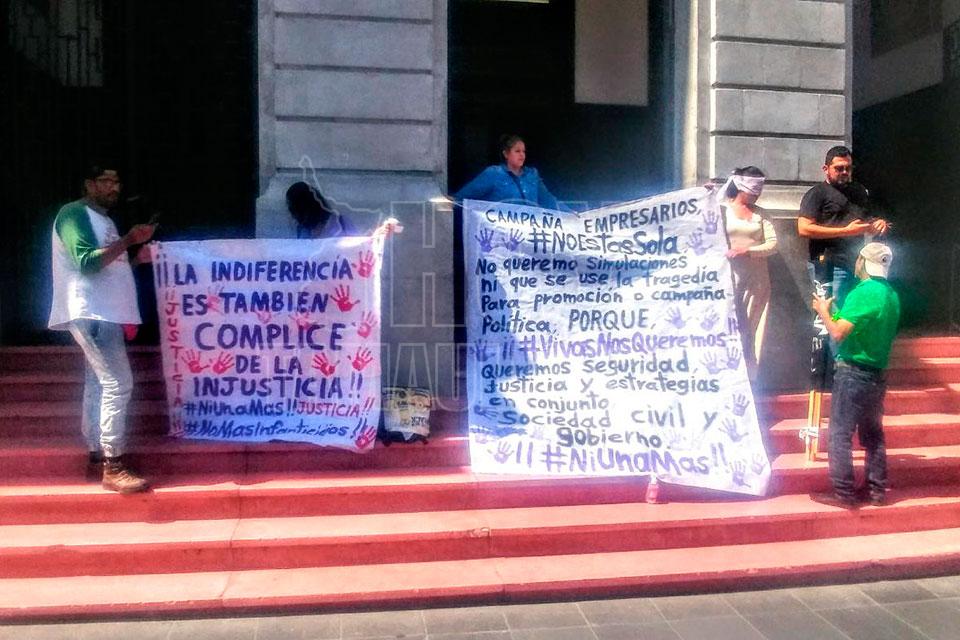 ¡¡LA INDIFERENCIA
ES TAMBIEN
COMPLICE
DE LA
INJUSTICIA!!
#NiUnaMas!! JUSTICIA!!
#NoMasInfanticidios!!
JUSTICIA
CAMPAÑA EMPRESARIOS,
#NOEstasSola
No queremo simulaciones
ni que se use la tragedia
Para promoción o campaña
Política, PORQUE,
¡¡#VivasNosQueremos!!
Queremos seguridad,
Justicia y estrategias
en conjunto
Sociedad civil y
gobierno
¡¡#NiUnaMas!!